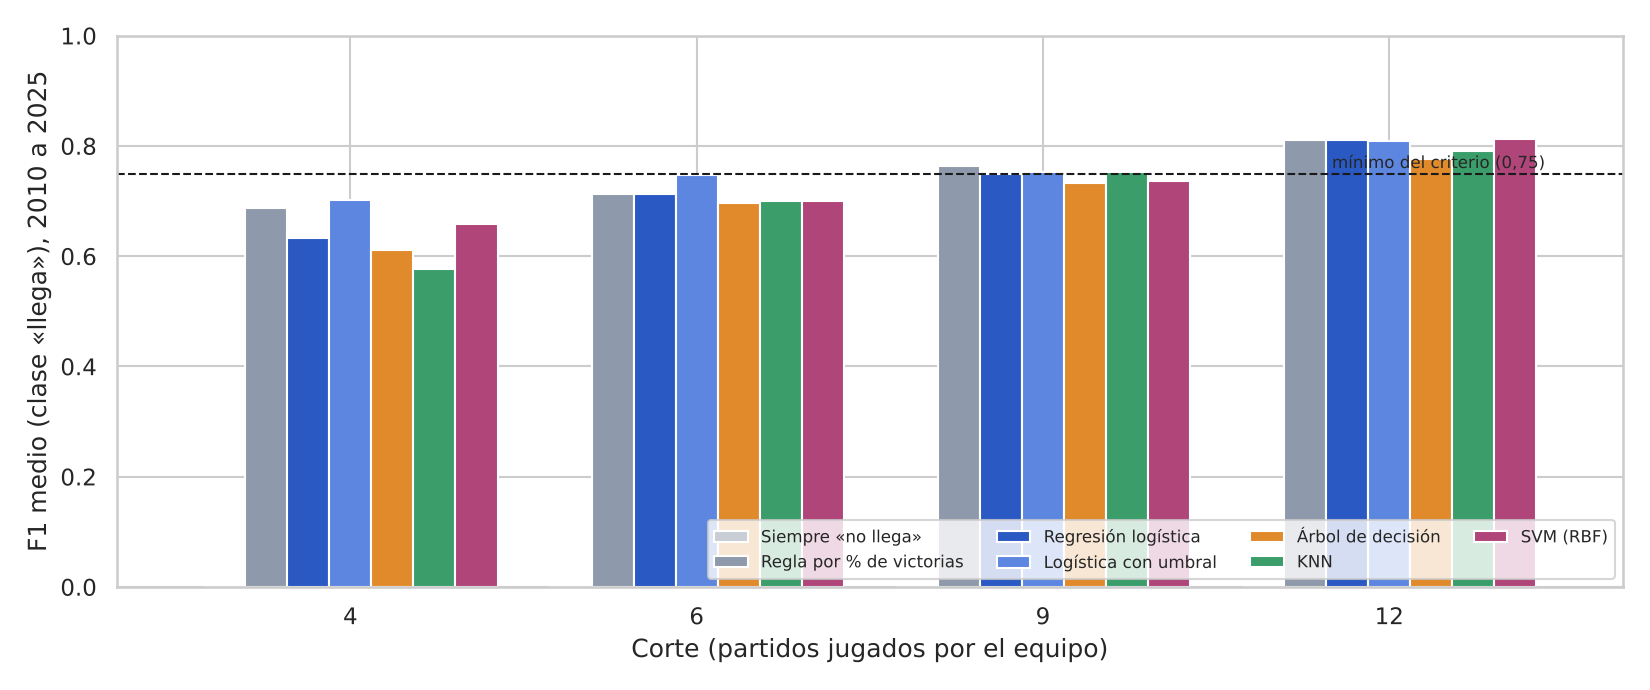 F1 medio (clase «llega»), 2010 a 2025
1.0
0.8
0.6
0.4
0.2
0.0
mínimo del criterio (0,75)
Siempre «no llega»
Regla por % de victorias
Regresión logística
Logística con umbral
Árbol de decisión
KNN
SVM (RBF)
4 6 9 12
Corte (partidos jugados por el equipo)